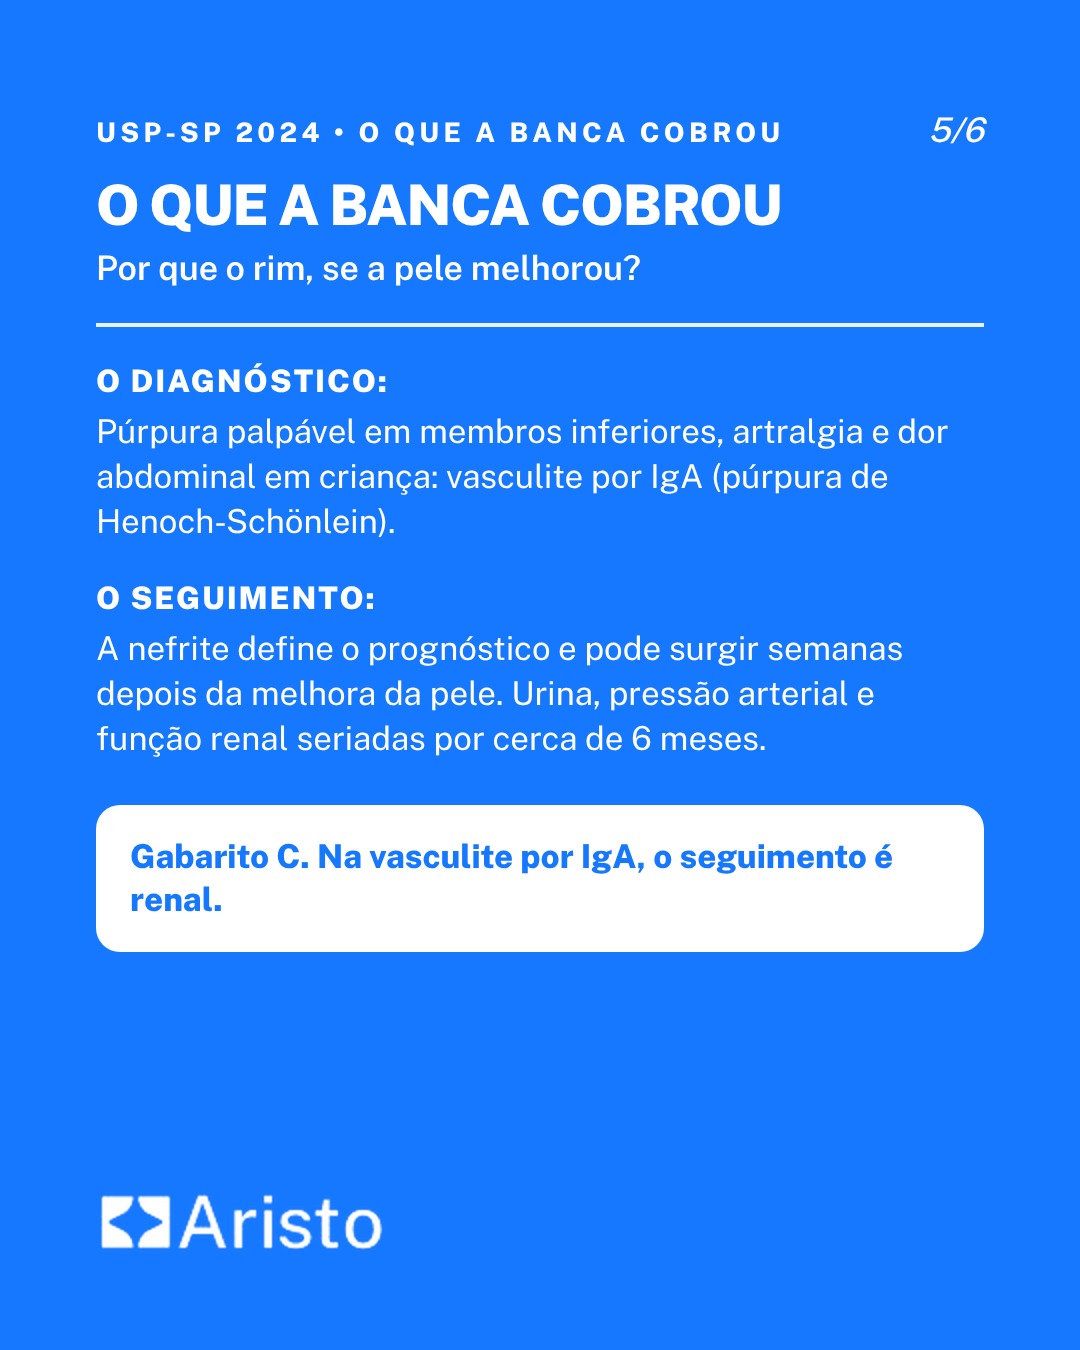 USP-SP 2024 • O QUE A BANCA COBROU 5/6
O QUE A BANCA COBROU
Por que o rim, se a pele melhorou?
O DIAGNÓSTICO:
Púrpura palpável em membros inferiores, artralgia e dor
abdominal em criança: vasculite por IgA (púrpura de
Henoch-Schönlein).
O SEGUIMENTO:
A nefrite define o prognóstico e pode surgir semanas
depois da melhora da pele. Urina, pressão arterial e
função renal seriadas por cerca de 6 meses.
Gabarito C. Na vasculite por IgA, o seguimento é
renal.
Aristo